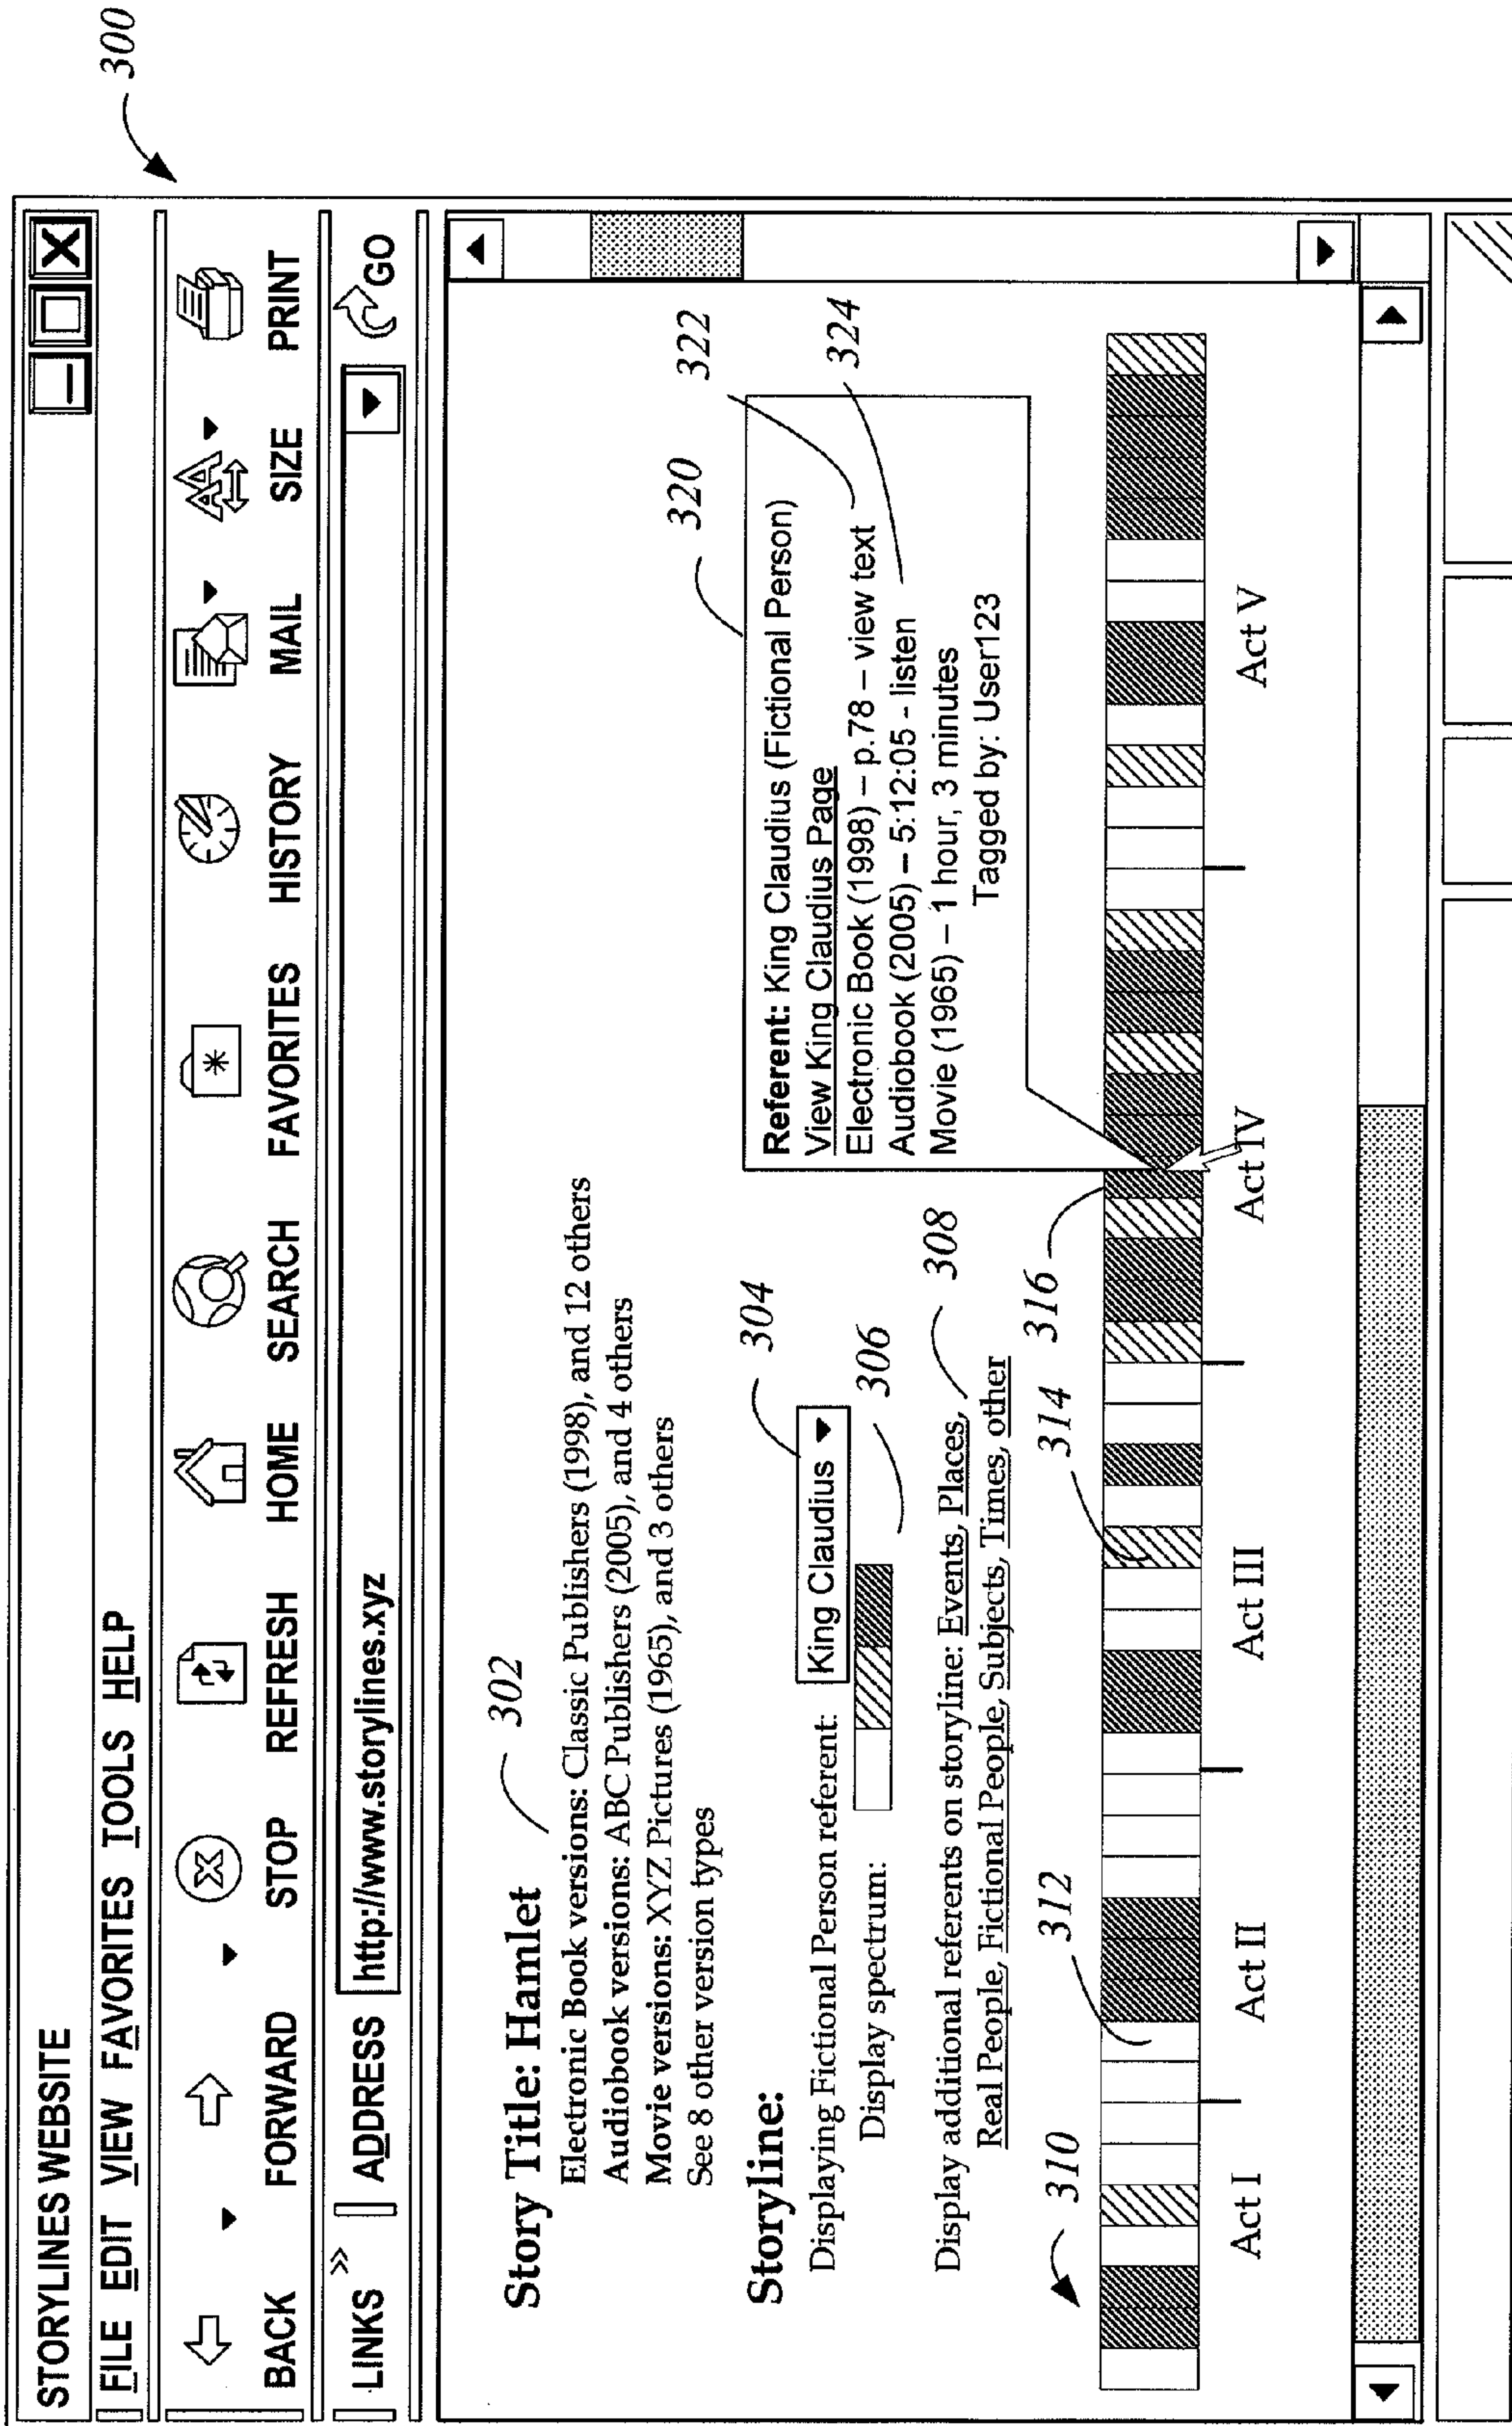 300
STORYLINES WEBSITE
FILE EDIT VIEW FAVORITES TOOLS HELP
BACK FORWARD STOP REFRESH HOME SEARCH FAVORITES HISTORY MAIL SIZE PRINT
LINKS » ADDRESS http://www.storylines.xyz GO
302
Story Title: Hamlet
Electronic Book versions: Classic Publishers (1998), and 12 others
Audiobook versions: ABC Publishers (2005), and 4 others
Movie versions: XYZ Pictures (1965), and 3 others
See 8 other version types
Storyline:
304
Displaying Fictional Person referent: King Claudius
306
Display spectrum:
308
Display additional referents on storyline: Events, Places,
Real People, Fictional People, Subjects, Times, other
320
322
324
Referent: King Claudius (Fictional Person)
View King Claudius Page
Electronic Book (1998) – p.78 – view text
Audiobook (2005) – 5:12:05 - listen
Movie (1965) – 1 hour, 3 minutes
Tagged by: User123
310 312 314 316
Act I Act II Act III Act IV Act V